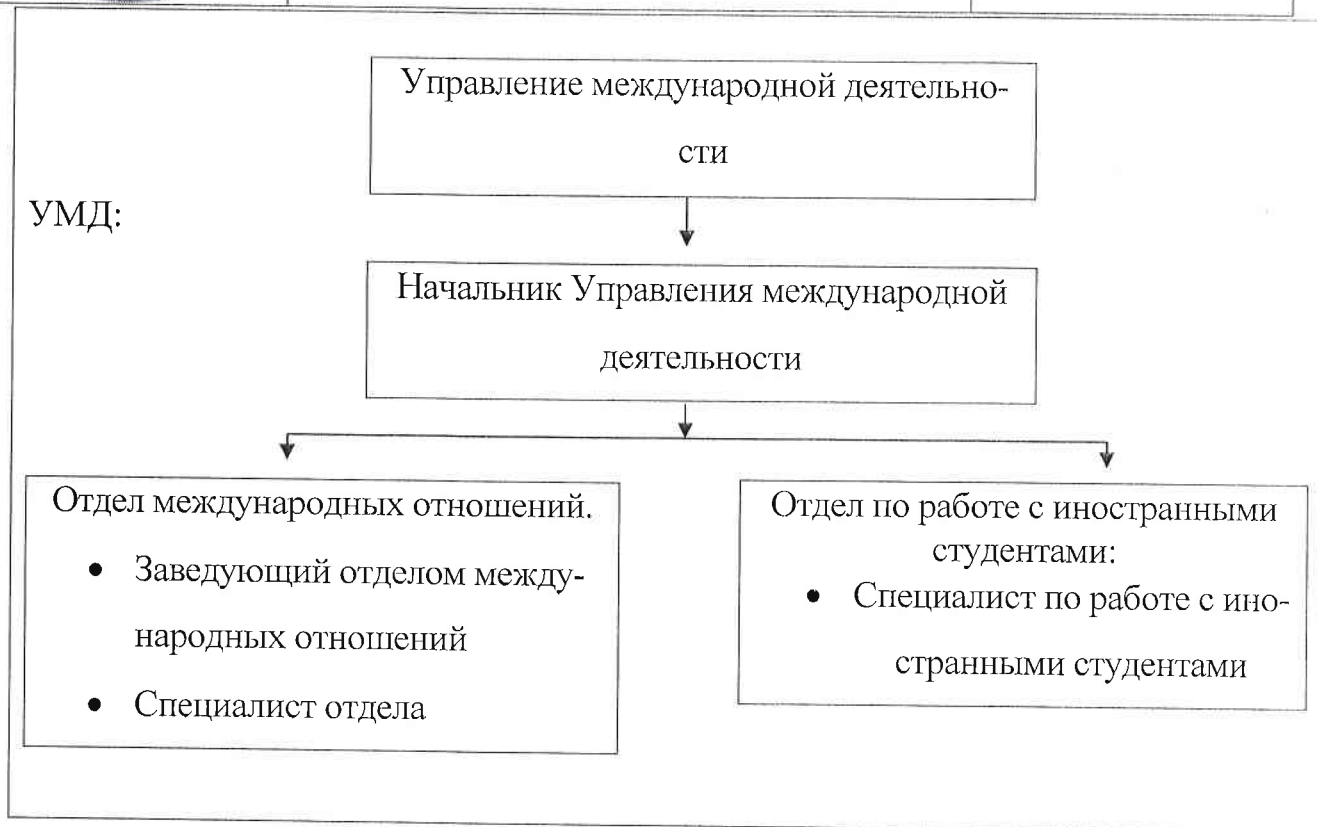 Управление международной деятельно-
сти
УМД:
Начальник Управления международной
деятельности
Отдел международных отношений.
• Заведующий отделом между-
народных отношений
• Специалист отдела
Отдел по работе с иностранными
студентами:
• Специалист по работе с ино-
странными студентами